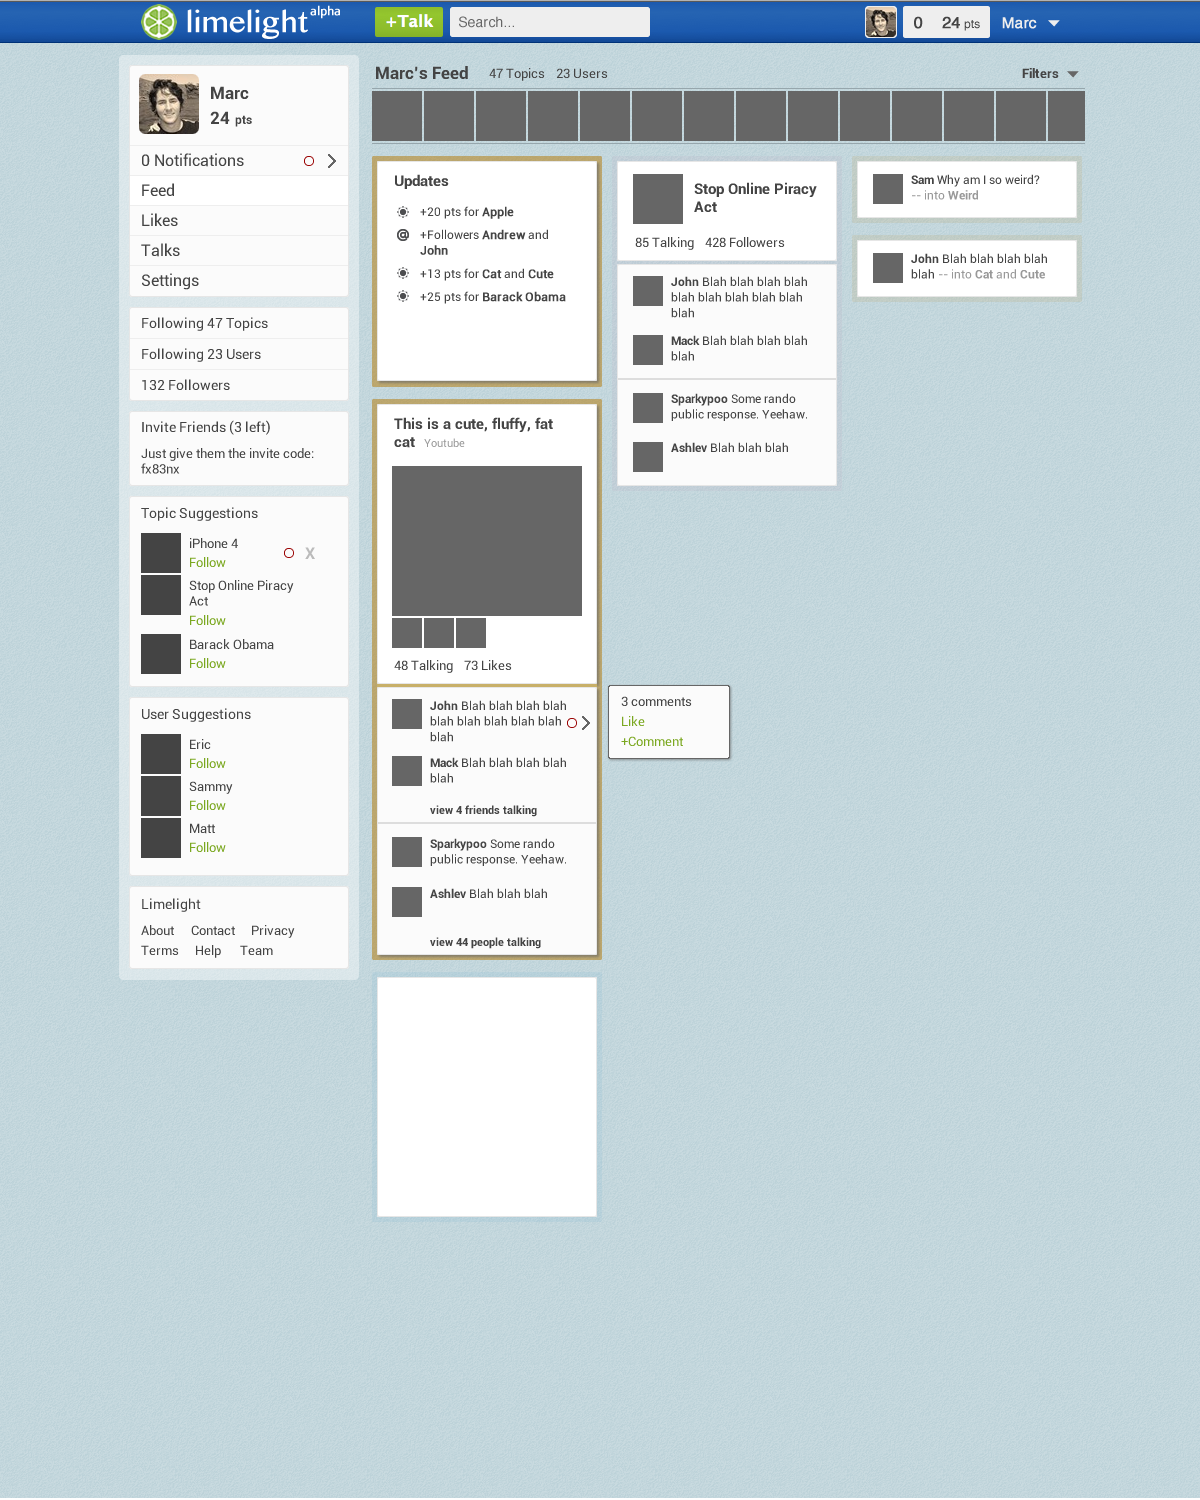 limelight alpha
+Talk
Search...
0 24 pts
Marc
Marc
24 pts
0 Notifications
Feed
Likes
Talks
Settings
Following 47 Topics
Following 23 Users
132 Followers
Invite Friends (3 left)
Just give them the invite code:
fx83nx
Topic Suggestions
iPhone 4
X
Follow
Stop Online Piracy
Act
Follow
Barack Obama
Follow
User Suggestions
Eric
Follow
Sammy
Follow
Matt
Follow
Limelight
About Contact Privacy
Terms Help Team
Marc's Feed 47 Topics 23 Users
Filters
Updates
+20 pts for Apple
@ +Followers Andrew and
John
+13 pts for Cat and Cute
+25 pts for Barack Obama
This is a cute, fluffy, fat
cat Youtube
48 Talking 73 Likes
John Blah blah blah blah
blah blah blah blah blah
blah
Mack Blah blah blah blah
blah
view 4 friends talking
Sparkypoo Some rando
public response. Yeehaw.
Ashlev Blah blah blah
view 44 people talking
3 comments
Like
+Comment
Stop Online Piracy
Act
85 Talking 428 Followers
John Blah blah blah blah
blah blah blah blah blah
blah
Mack Blah blah blah blah
blah
Sparkypoo Some rando
public response. Yeehaw.
Ashlev Blah blah blah
Sam Why am I so weird?
-- into Weird
John Blah blah blah blah
blah -- into Cat and Cute